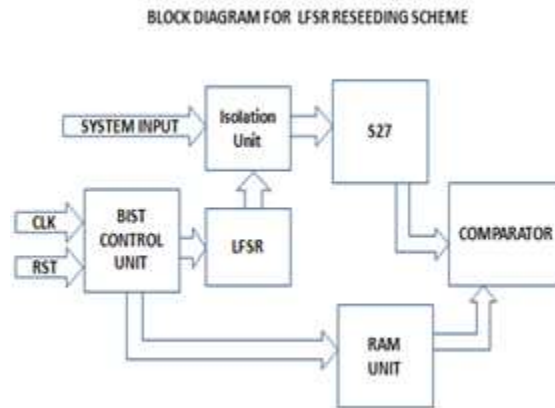 BLOCK DIAGRAM FOR LFSR RESEEDING SCHEME
SYSTEM INPUT
Isolation
Unit
S27
CLK
RST
BIST
CONTROL
UNIT
LFSR
COMPARATOR
RAM
UNIT